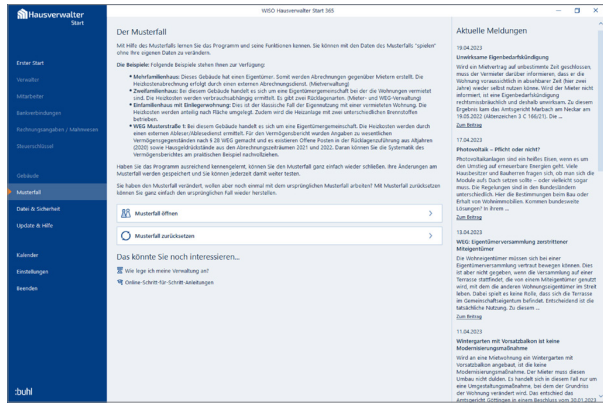 WISO Hausverwalter Start 365
Hausverwalter
Start
Erster Start
Verwalter
Mitarbeiter
Bankverbindungen
Rechnungsangaben / Mahnwesen
Steuerschlüssel
Gebäude
Musterfall
Datei & Sicherheit
Update & Hilfe
Kalender
Einstellungen
Beenden
:buhl
Der Musterfall
Mit Hilfe des Musterfalls lernen Sie das Programm und seine Funktionen kennen. Sie können mit den Daten des Musterfalls "spielen"
ohne Ihre eigenen Daten zu verändern.
Die Beispiele: Folgende Beispiele stehen Ihnen zur Verfügung:
• Mehrfamilienhaus: Dieses Gebäude hat einen Eigentümer. Somit werden Abrechnungen gegenüber Mietern erstellt. Die
Heizkostenabrechnung erfolgt durch einen externen Abrechnungsdienst. (Mietverwaltung)
• Zweifamilienhaus: Bei diesem Gebäude handelt es sich um eine Eigentümergemeinschaft bei der die Wohnungen vermietet
sind. Die Heizkosten werden verbrauchsabhängig ermittelt. Es gibt zwei Rücklagenarten. (Mieter- und WEG-Verwaltung)
• Einfamilienhaus mit Einliegerwohnung: Dies ist der klassische Fall der Eigennutzung mit einer vermieteten Wohnung. Die
Heizkosten werden anteilig nach Fläche umgelegt. Zudem wird die Heizanlage mit zwei unterschiedlichen Brennstoffen
betrieben.
• WEG Musterstraße 1: Bei diesem Gebäude handelt es sich um eine Eigentümergemeinschaft. Die Heizkosten werden durch
einen externen Ableser/Ablesedienst ermittelt. Für den Vermögensbericht wurden Angaben zu wesentlichen
Vermögensgegenständen nach § 28 WEG gemacht und es existieren Offene Posten in der Rücklagenzuführung aus Altjahren
(2020) sowie Hausgeldrückstände aus den Abrechnungszeiträumen 2021 und 2022. Daran können Sie die Systematik des
Vermögensberichtes am praktischen Beispiel nachvollziehen.
Haben Sie das Programm ausreichend kennengelernt, können Sie den Musterfall ganz einfach wieder schließen. Ihre Änderungen am
Musterfall werden gespeichert und Sie können jederzeit damit weiter testen.
Sie haben den Musterfall verändert, wollen aber noch einmal mit dem ursprünglichen Musterfall arbeiten? Mit Musterfall zurücksetzen
können Sie ganz einfach den ursprünglichen Fall wieder herstellen.
Musterfall öffnen
Musterfall zurücksetzen
Das könnte Sie noch interessieren...
Wie lege ich meine Verwaltung an?
Online-Schritt-für-Schritt-Anleitungen
Aktuelle Meldungen
19.04.2023
Unwirksame Eigenbedarfskündigung
Wird ein Mietvertrag auf unbestimmte Zeit geschlossen,
muss der Vermieter darüber informieren, dass er die
Wohnung voraussichtlich in absehbarer Zeit (hier zwei
Jahre) wieder selbst nutzen könne. Wird der Mieter nicht
informiert, ist eine Eigenbedarfskündigung
rechtsmissbräuchlich und deshalb unwirksam. Zu diesem
Ergebnis kam das Amtsgericht Marbach am Neckar am
19.05.2022 (Aktenzeichen 3 C 186/21). Die ...
Zum Beitrag
17.04.2023
Photovoltaik – Pflicht oder nicht?
Photovoltaikanlagen sind ein heißes Eisen, wenn es um
den Umstieg auf erneuerbare Energien geht. Viele
Hausbesitzer und Bauherren fragen sich, ob man sich die
Module aufs Dach setzen sollte – oder vielleicht sogar
muss. Die Regelungen sind in den Bundesländern
unterschiedlich. Hier die Bestimmungen beim Bau oder
Erhalt von Wohnimmobilien. Kommen bundesweite
Lösungen? In ihrem ...
Zum Beitrag
13.04.2023
WEG: Eigentümerversammlung zerstrittener
Miteigentümer
Die Wohneigentümer müssen sich bei einer
Eigentümerversammlung vertraut bewegen können. Dies
ist aber nicht gegeben, wenn die Versammlung auf einer
Terrasse stattfindet, die von einem Miteigentümer genutzt
wird, mit dem die anderen Wohnungseigentümer im Streit
leben. Dabei spielt es keine Rolle, dass sich die Terrasse
im Gemeinschaftseigentum befindet. Entscheidend ist die
tatsächliche Nutzung. Zu diesem ...
Zum Beitrag
11.04.2023
Wintergarten mit Vorsatzbalkon ist keine
Modernisierungsmaßnahme
Wird an eine Mietwohnung ein Wintergarten mit
Vorsatzbalkon angebaut, ist die keine
Modernisierungsmaßnahme. Der Mieter muss diesen
Umbau nicht dulden. Es handelt sich in diesem Fall nur um
eine Umgestaltungsmaßnahme, bei dem der Grundriss
der Wohnung verändert wird. Das entschied das
Amtsgericht Göttingen in einem Beschluss vom 30.01.2023